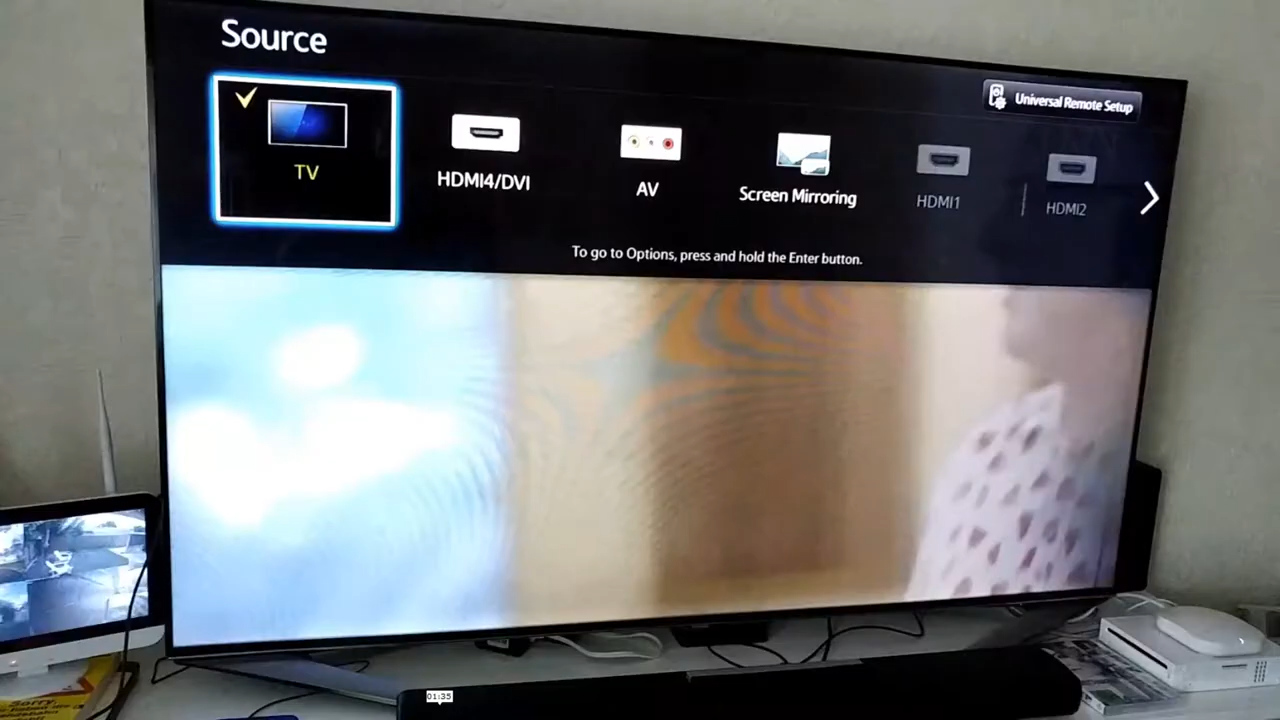 Source
Universal Remote Setup
TV
HDMI4/DVI
AV
Screen Mirroring
HDMI1
HDMI2
To go to Options, press and hold the Enter button.
01:35
Sorry,